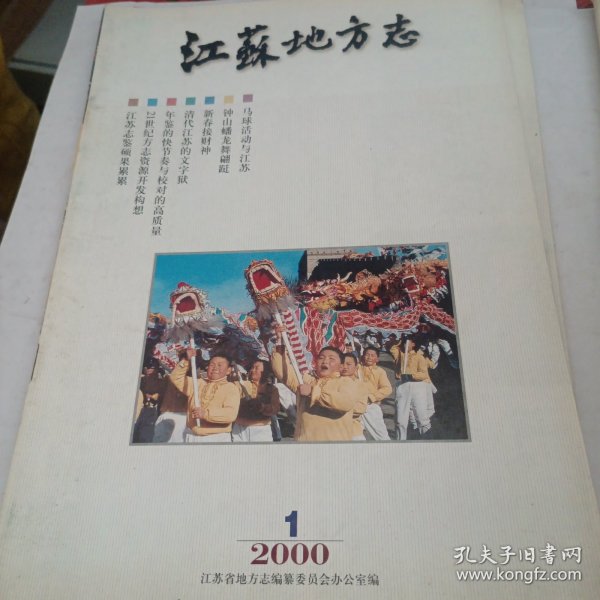 江蘇地方志
马球活动与江苏
钟山蟠龙舞翩跹
新春接财神
清代江苏的文字狱
年鉴的快节奏与校对的高质量
21世纪方志资源开发构想
江苏志鉴硕果累累
1
2000
江苏省地方志编纂委员会办公室编
孔夫子旧书网
www.kongfz.com